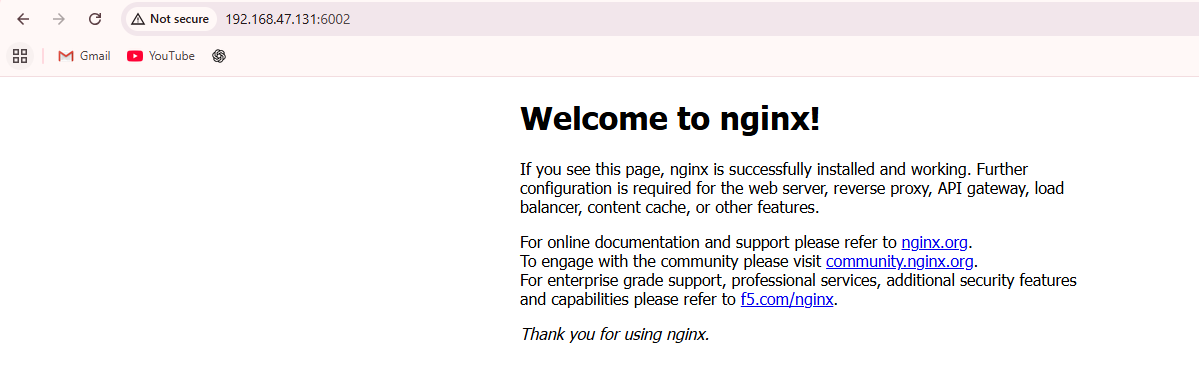 Not secure 192.168.47.131:6002
Gmail YouTube
Welcome to nginx!
If you see this page, nginx is successfully installed and working. Further
configuration is required for the web server, reverse proxy, API gateway, load
balancer, content cache, or other features.
For online documentation and support please refer to nginx.org.
To engage with the community please visit community.nginx.org.
For enterprise grade support, professional services, additional security features
and capabilities please refer to f5.com/nginx.
Thank you for using nginx.